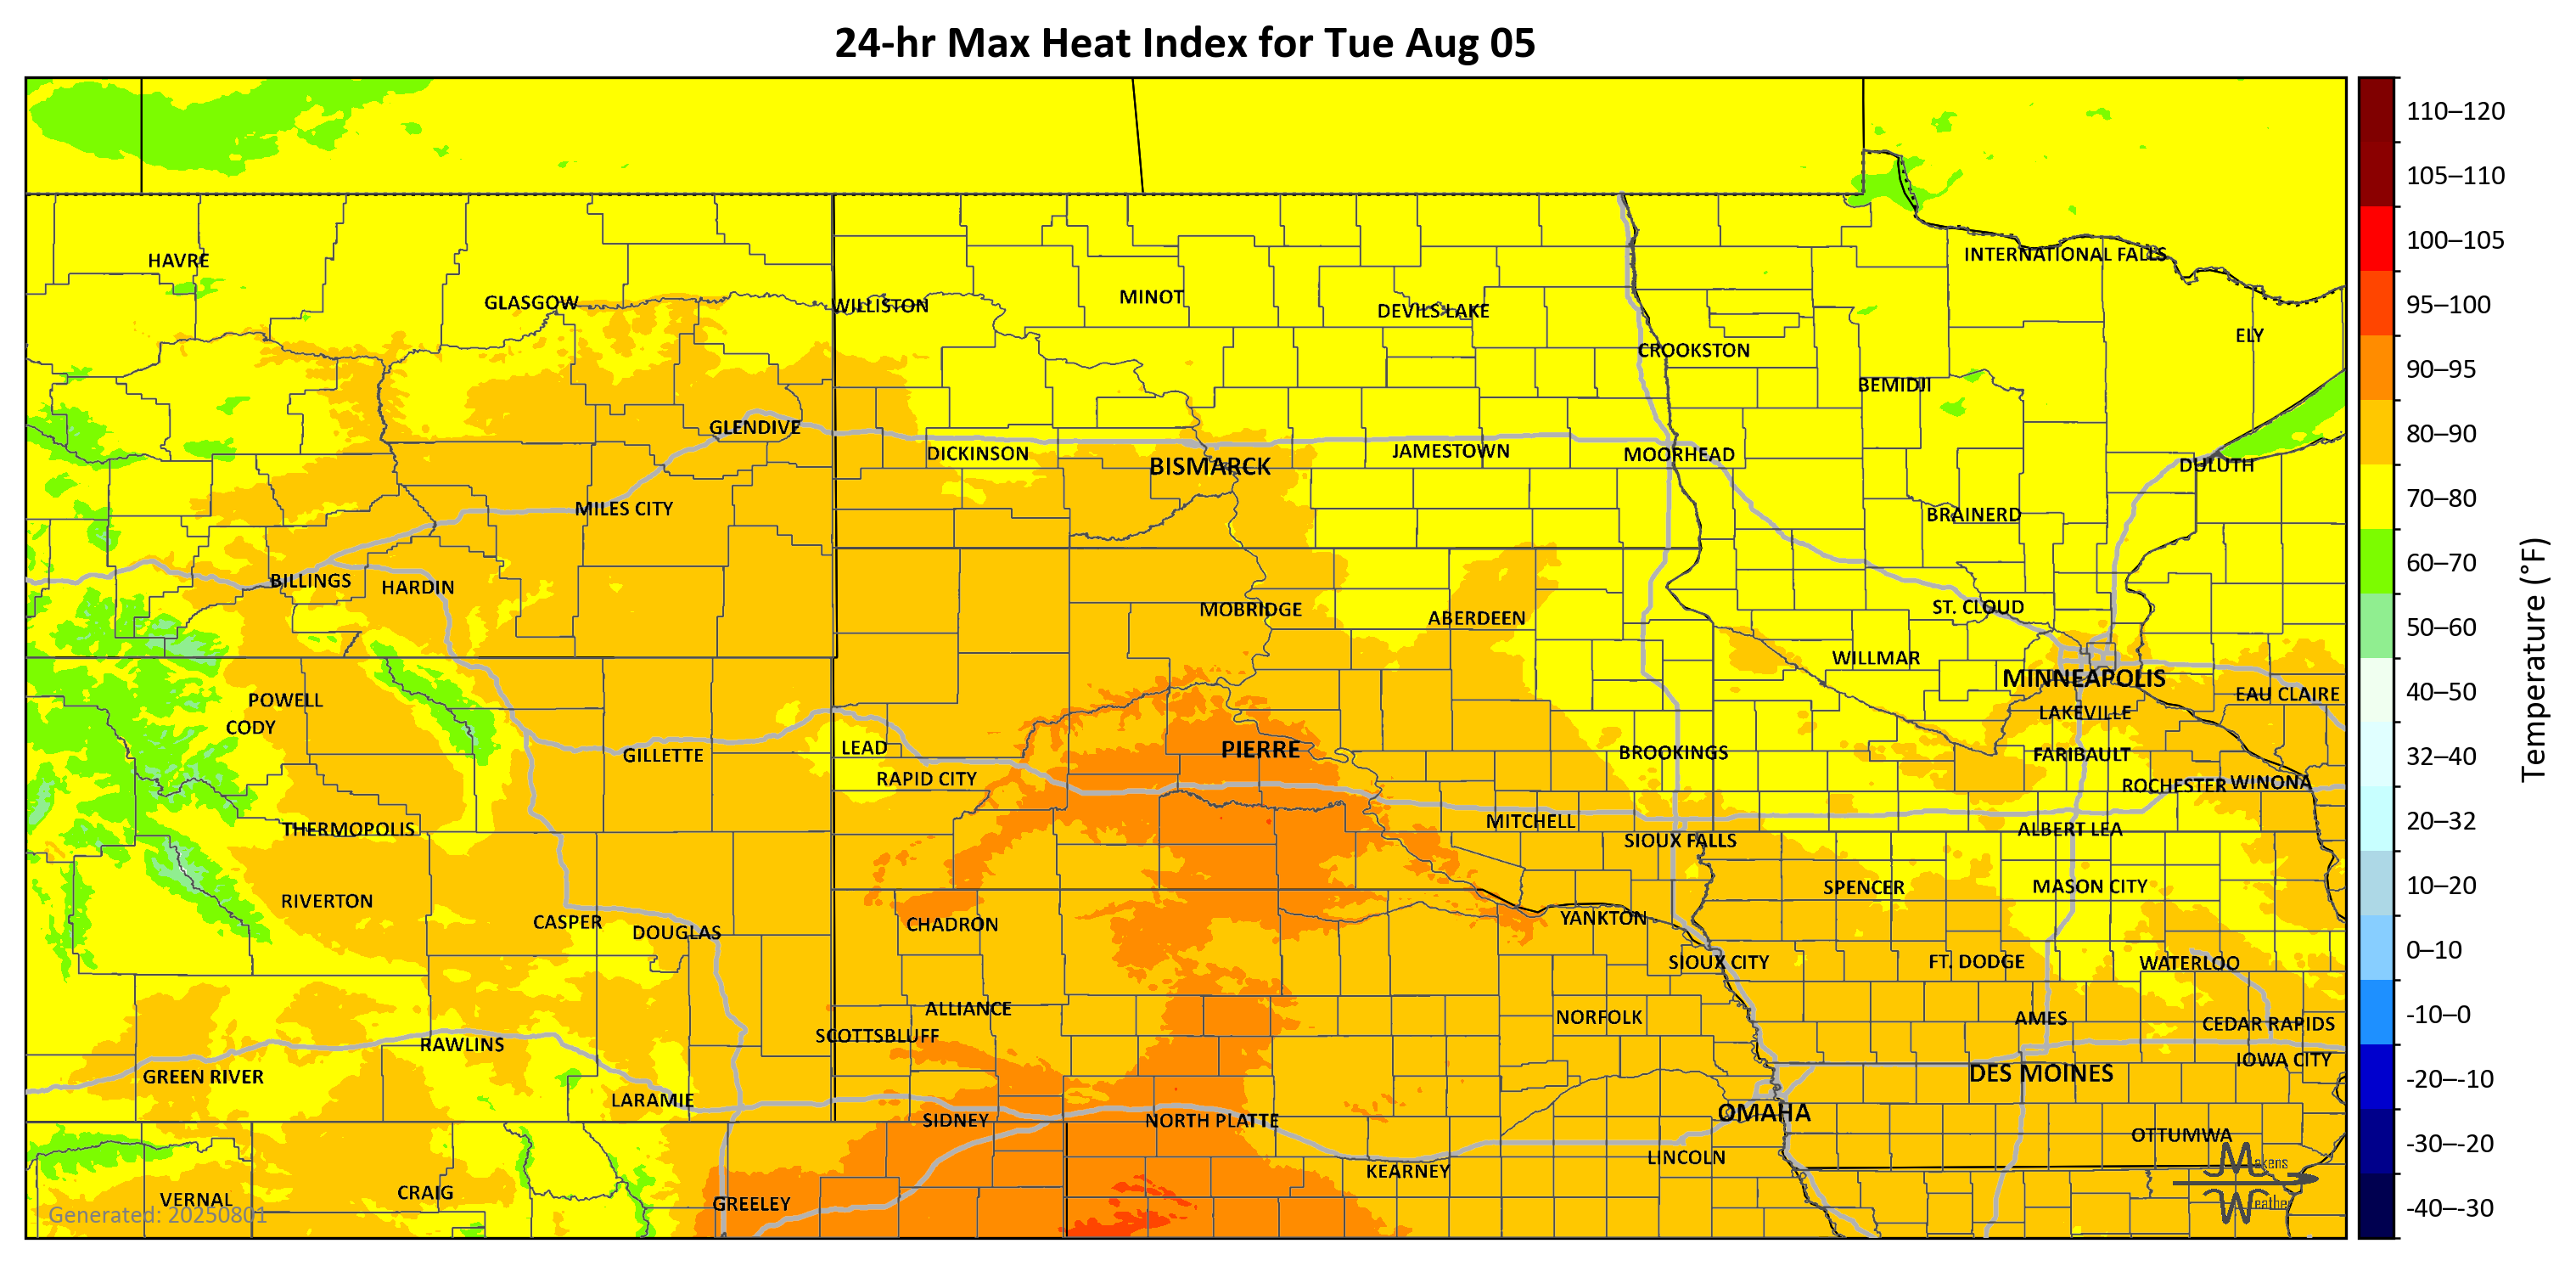 24-hr Max Heat Index for Tue Aug 05
110–120
105–110
HAVRE
INTERNATIONAL FALLS
100–105
GLASGOW
WILLISTON
MINOT
DEVILS LAKE
95–100
ELY
CROOKSTON
90–95
BEMIDJI
GLENDIVE
80–90
DICKINSON
BISMARCK
JAMESTOWN
MOORHEAD
DULUTH
70–80
MILES CITY
BRAINERD
60–70
BILLINGS
HARDIN
MOBRIDGE
ABERDEEN
ST. CLOUD
50–60
WILLMAR
MINNEAPOLIS
40–50
POWELL
EAU CLAIRE
CODY
LAKEVILLE
Temperature (°F)
LEAD
PIERRE
GILLETTE
BROOKINGS
FARIBAULT
32–40
RAPID CITY
ROCHESTER
WINONA
THERMOPOLIS
MITCHELL
ALBERT LEA
20–32
SIOUX FALLS
RIVERTON
SPENCER
MASON CITY
10–20
CASPER
DOUGLAS
CHADRON
YANKTON
SIOUX CITY
FT. DODGE
WATERLOO
0–10
ALLIANCE
NORFOLK
AMES
-10–0
SCOTTSBLUFF
CEDAR RAPIDS
RAWLINS
IOWA CITY
GREEN RIVER
DES MOINES
-20–-10
LARAMIE
SIDNEY
NORTH PLATTE
OMAHA
OTTUMWA
-30–-20
KEARNEY
LINCOLN
Makens
VERNAL
CRAIG
GREELEY
Weather
-40–-30
Generated: 20250801